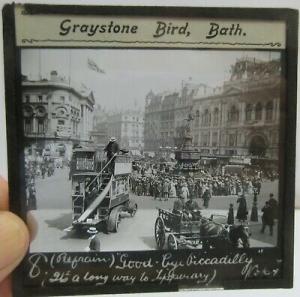 Graystone Bird, Bath.
8. (Refrain) "Good-bye Piccadilly"
"It's a long way to Tipperary)